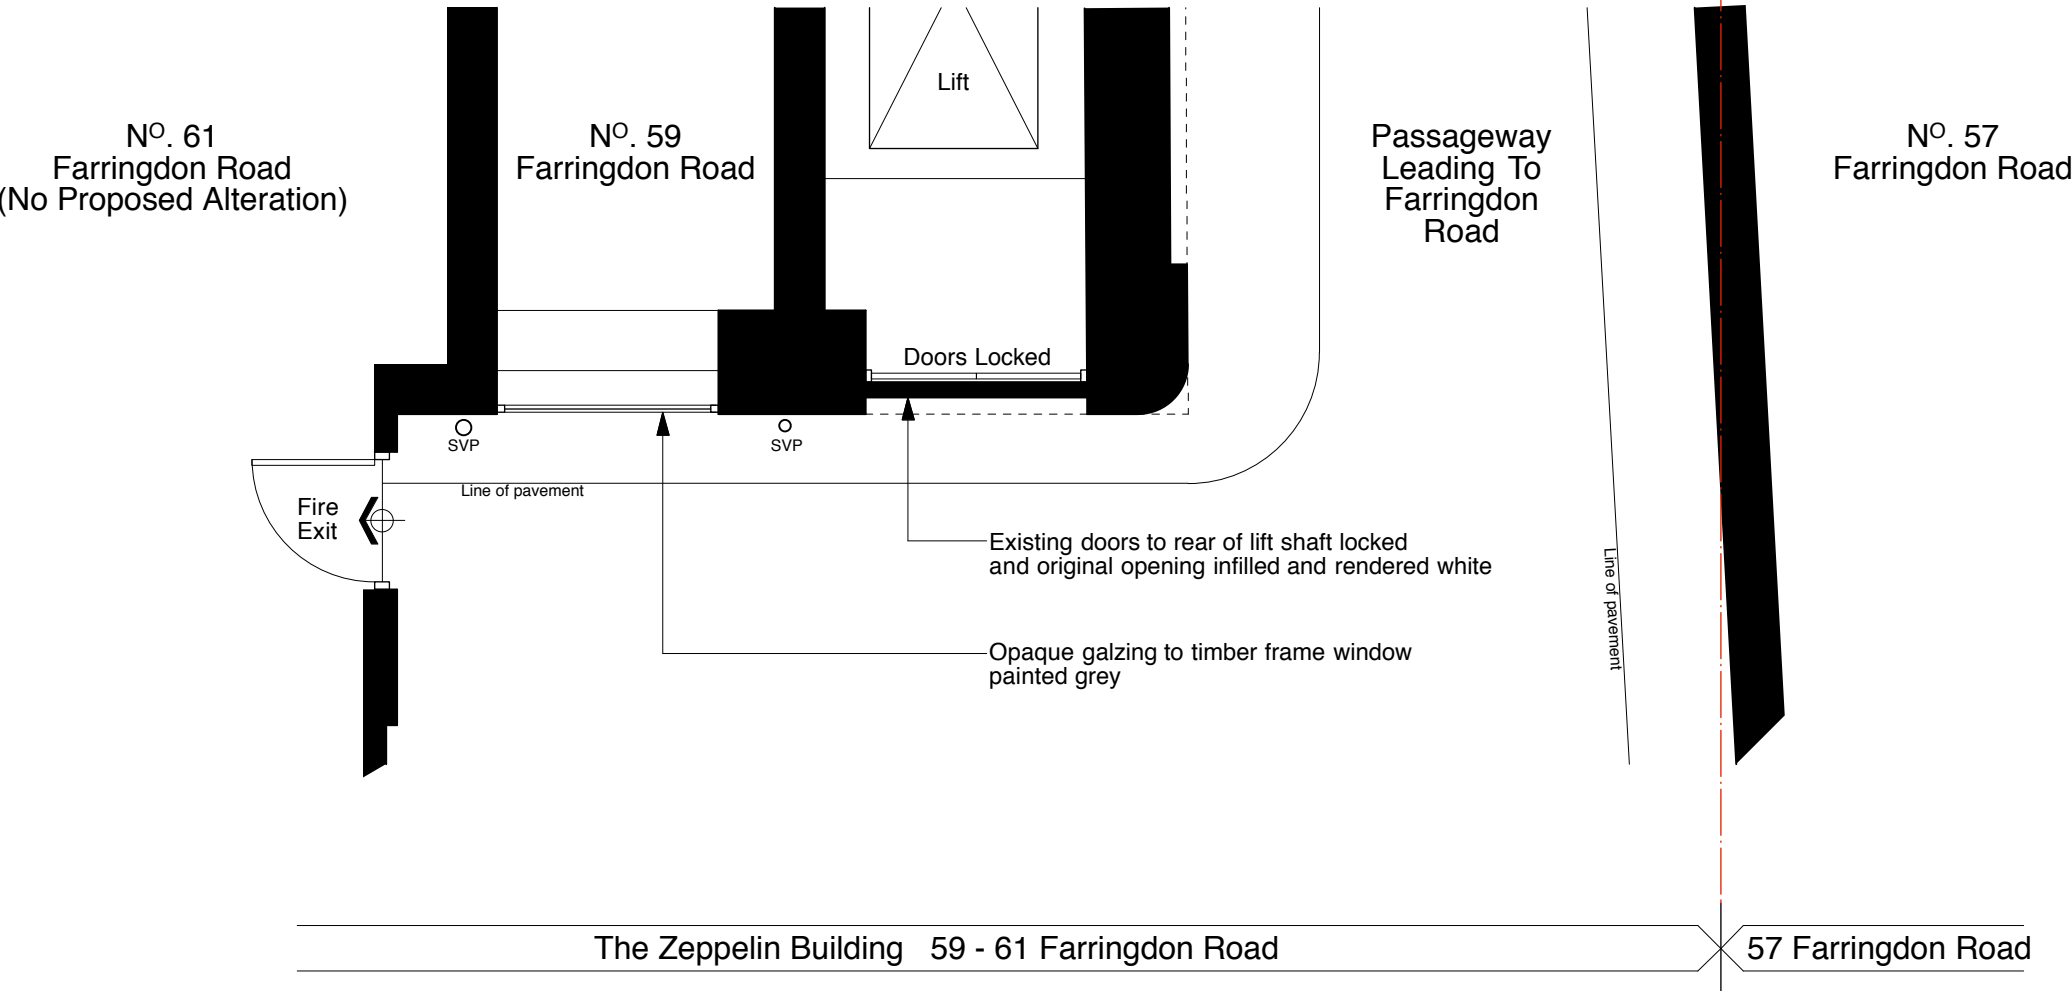 Lift
Nº. 61
Farringdon Road
(No Proposed Alteration)
Nº. 59
Farringdon Road
Passageway
Leading To
Farringdon
Road
Nº. 57
Farringdon Road
Doors Locked
SVP
SVP
Line of pavement
Fire
Exit
Existing doors to rear of lift shaft locked
and original opening infilled and rendered white
Line of pavement
Opaque galzing to timber frame window
painted grey
The Zeppelin Building 59 - 61 Farringdon Road
57 Farringdon Road